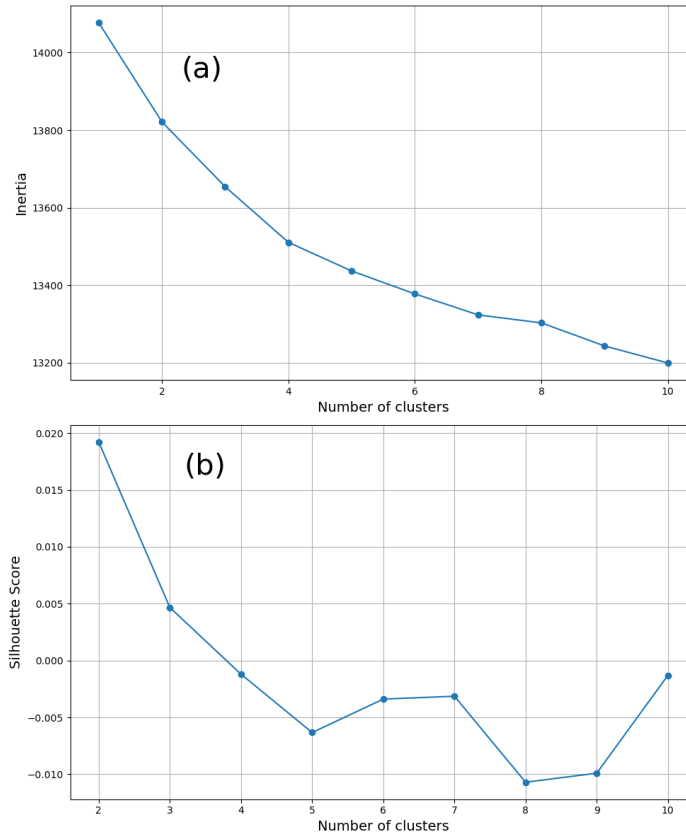 (a)
14000
13800
13600
13400
13200
Inertia
2 4 6 8 10
Number of clusters
(b)
0.020
0.015
0.010
0.005
0.000
−0.005
−0.010
Silhouette Score
2 3 4 5 6 7 8 9 10
Number of clusters